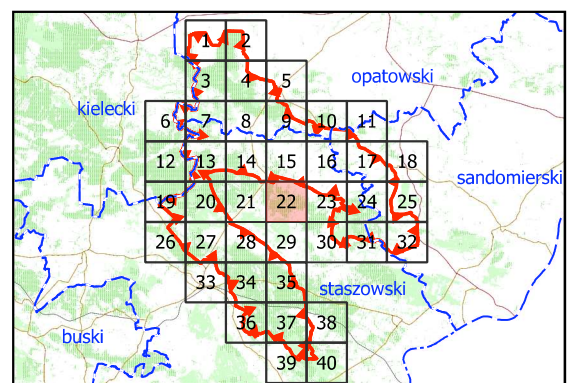 1 2
3 4 5
opatowski
kielecki
6 7 8 9 10 11
12 13 14 15 16 17 18
sandomierski
19 20 21 22 23 24 25
26 27 28 29 30 31 32
33 34 35
staszowski
36 37 38
buski
39 40